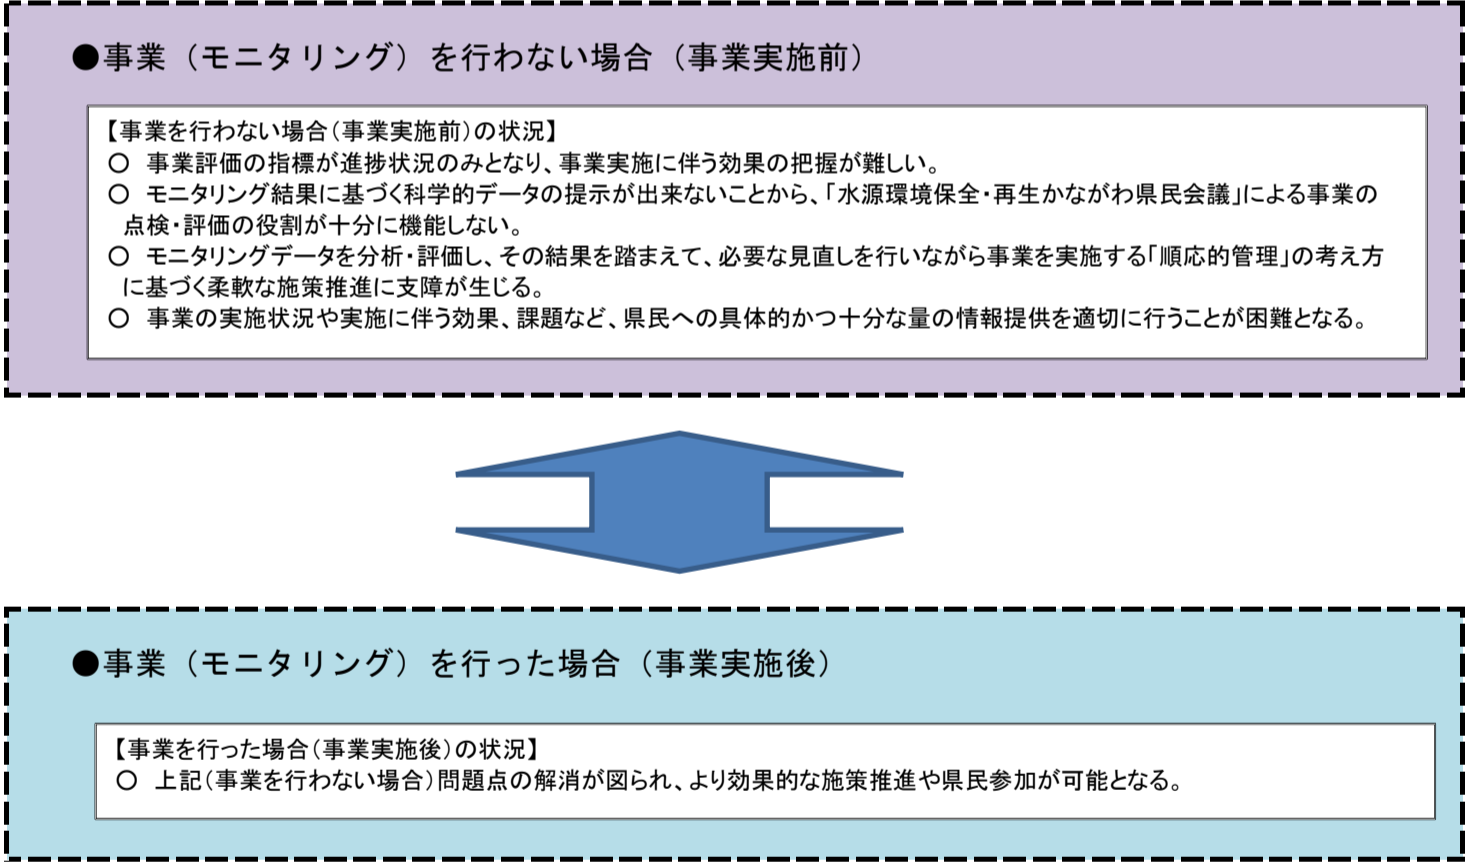 ●事業（モニタリング）を行わない場合（事業実施前）
【事業を行わない場合（事業実施前）の状況】
○　事業評価の指標が進捗状況のみとなり、事業実施に伴う効果の把握が難しい。
○　モニタリング結果に基づく科学的データの提示が出来ないことから、「水源環境保全・再生かながわ県民会議」による事業の
点検・評価の役割が十分に機能しない。
○　モニタリングデータを分析・評価し、その結果を踏まえて、必要な見直しを行いながら事業を実施する「順応的管理」の考え方
に基づく柔軟な施策推進に支障が生じる。
○　事業の実施状況や実施に伴う効果、課題など、県民への具体的かつ十分な量の情報提供を適切に行うことが困難となる。
●事業（モニタリング）を行った場合（事業実施後）
【事業を行った場合（事業実施後）の状況】
○　上記（事業を行わない場合）問題点の解消が図られ、より効果的な施策推進や県民参加が可能となる。